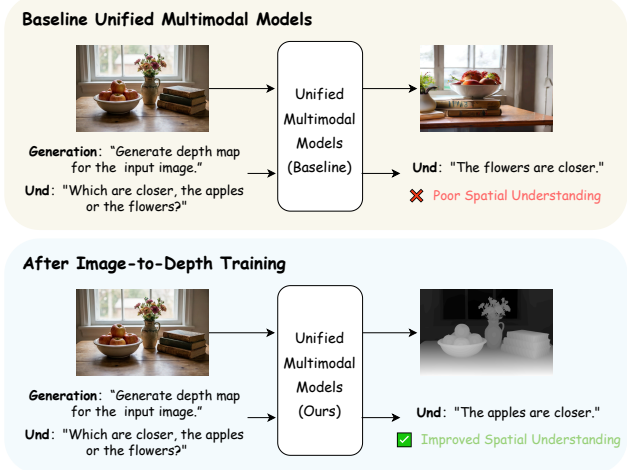 Baseline Unified Multimodal Models
Generation: “Generate depth map
for the input image.”
Und: "Which are closer, the apples
or the flowers?"
Unified
Multimodal
Models
(Baseline)
Und: "The flowers are closer."
Poor Spatial Understanding
After Image-to-Depth Training
Generation: “Generate depth map
for the input image.”
Und: "Which are closer, the apples
or the flowers?"
Unified
Multimodal
Models
(Ours)
Und: "The apples are closer."
Improved Spatial Understanding